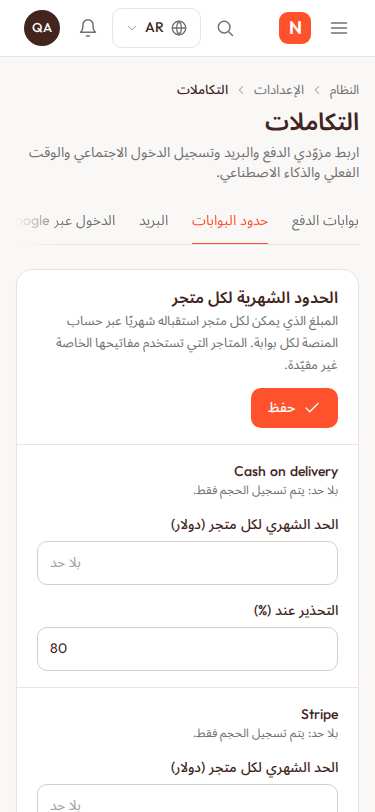 N
AR
QA
النظام
الإعدادات
التكاملات
التكاملات
اربط مزوّدي الدفع والبريد وتسجيل الدخول الاجتماعي والوقت
الفعلي والذكاء الاصطناعي.
بوابات الدفع
حدود البوابات
البريد
الدخول عبر
الحدود الشهرية لكل متجر
المبلغ الذي يمكن لكل متجر استقباله شهريًا عبر حساب
المنصة لكل بوابة. المتاجر التي تستخدم مفاتيحها الخاصة
غير مقيّدة.
حفظ
Cash on delivery
بلا حد: يتم تسجيل الحجم فقط.
الحد الشهري لكل متجر (دولار)
بلا حد
التحذير عند (%)
80
Stripe
بلا حد: يتم تسجيل الحجم فقط.
الحد الشهري لكل متجر (دولار)
بلا حد